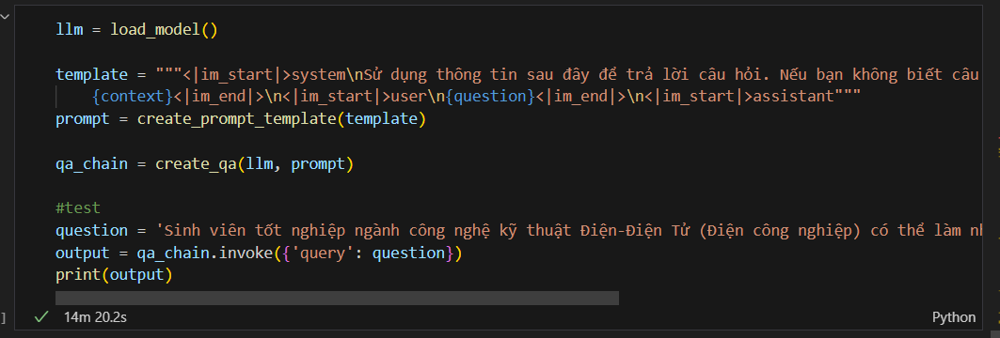 llm = load_model()
template = """<|im_start|>system\nSử dụng thông tin sau đây để trả lời câu hỏi. Nếu bạn không biết câu
{context}<|im_end|>\n<|im_start|>user\n{question}<|im_end|>\n<|im_start|>assistant"""
prompt = create_prompt_template(template)
qa_chain = create_qa(llm, prompt)
#test
question = 'Sinh viên tốt nghiệp ngành công nghệ kỹ thuật Điện-Điện Tử (Điện công nghiệp) có thể làm
output = qa_chain.invoke({'query': question})
print(output)
] 14m 20.2s Python